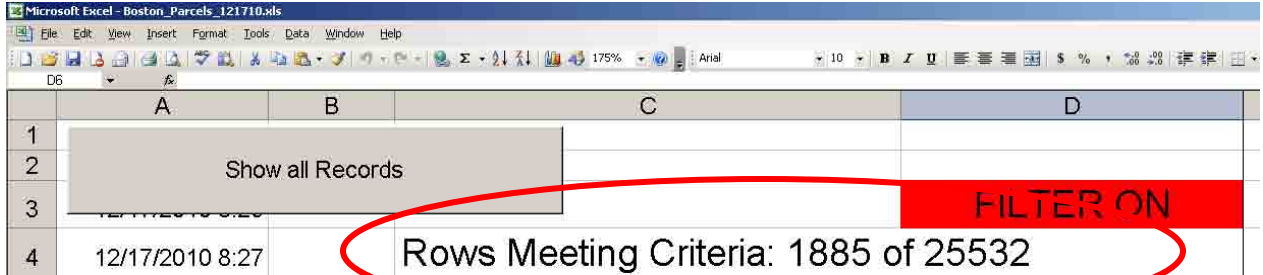 Microsoft Excel - Boston_Parcels_121710.xls
File Edit View Insert Format Tools Data Window Help
175% Arial 10 B I U $ % ,
D6 fx
A B C D
1
2 Show all Records
3 FILTER ON
4 12/17/2010 8:27 Rows Meeting Criteria: 1885 of 25532